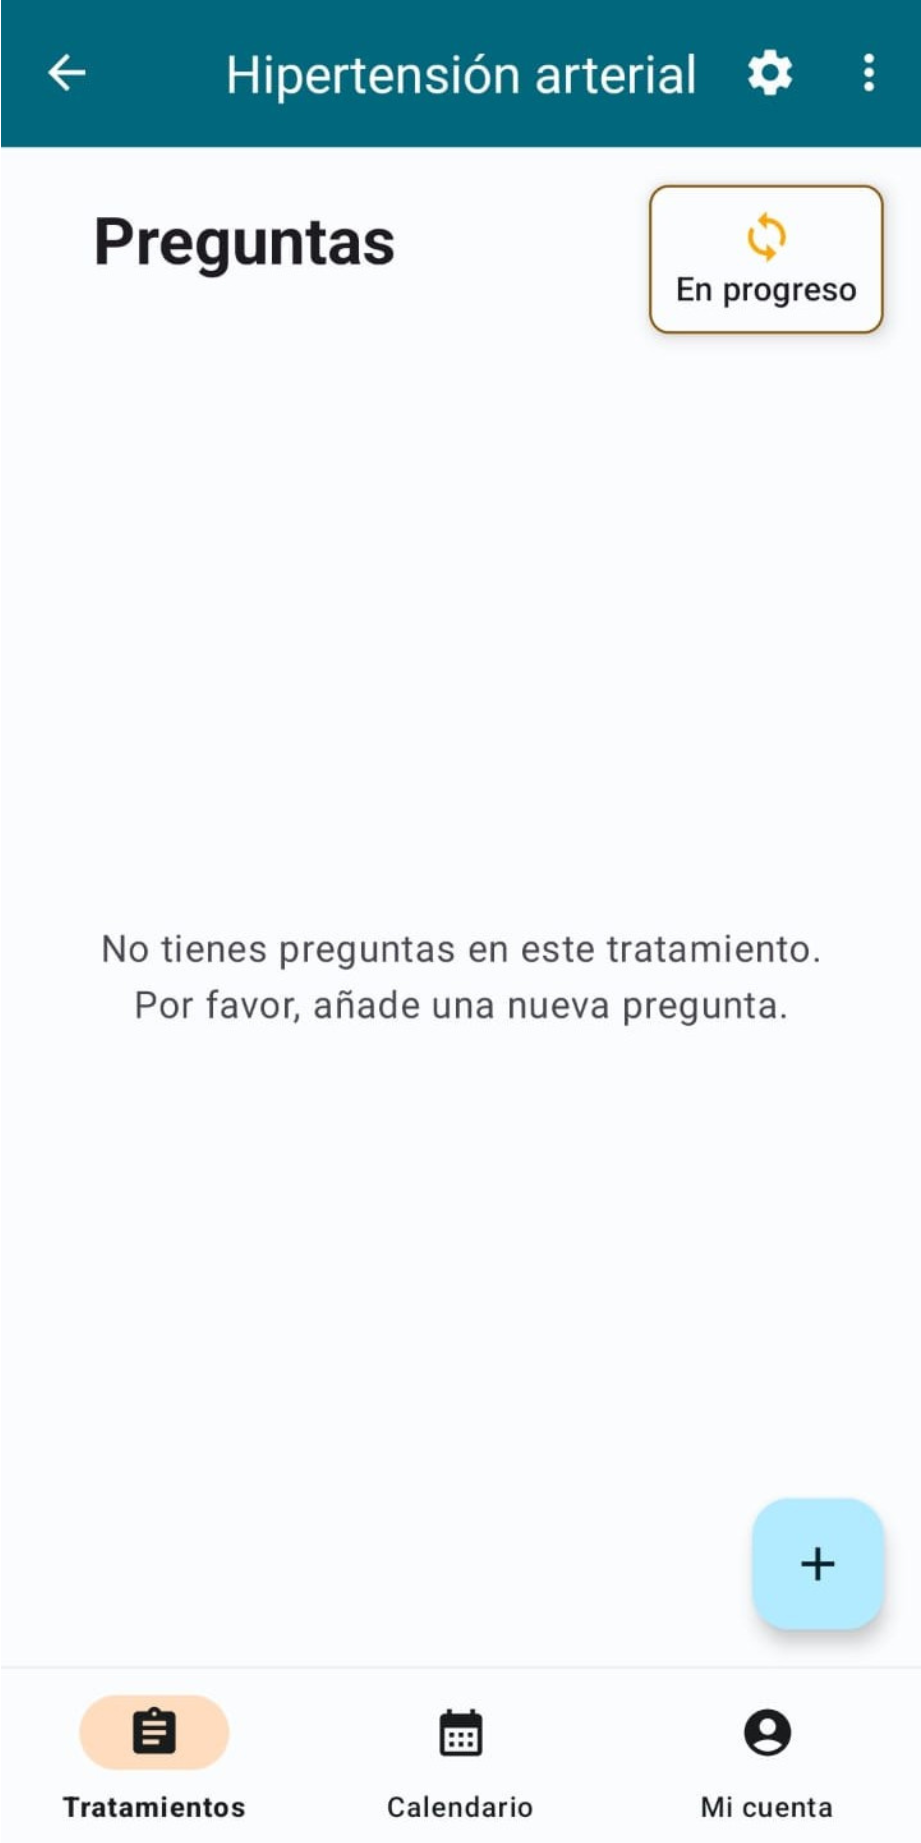 Hipertensión arterial
Preguntas
En progreso
No tienes preguntas en este tratamiento.
Por favor, añade una nueva pregunta.
+
Tratamientos
Calendario
Mi cuenta